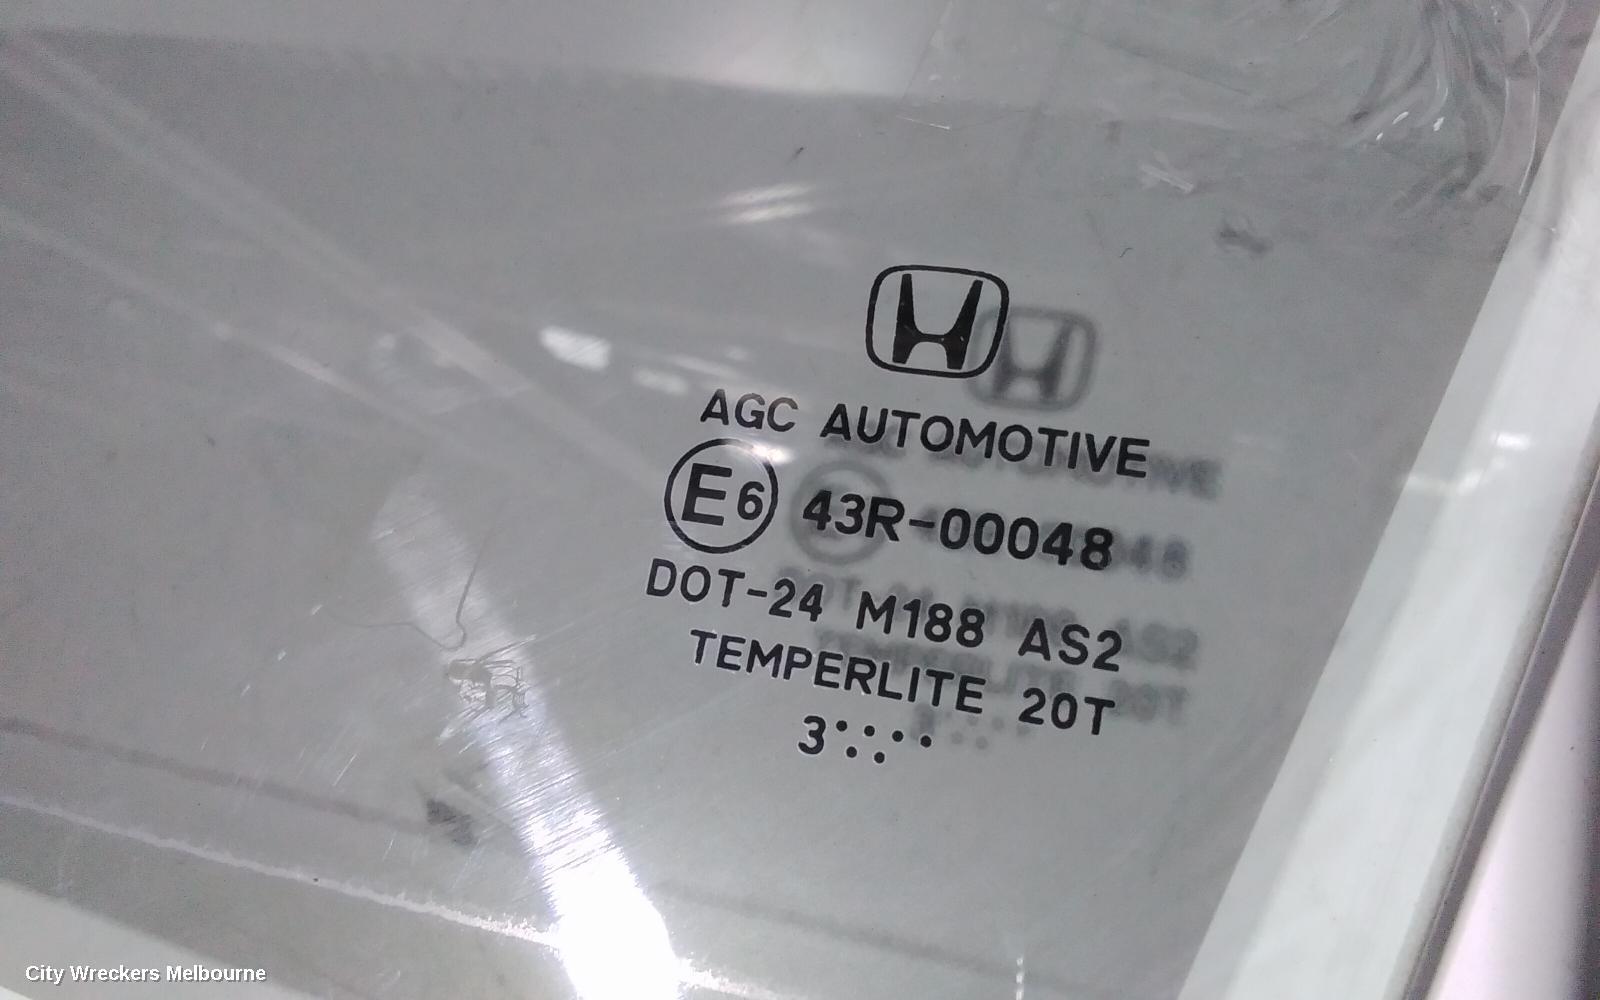 AGC AUTOMOTIVE
E6 43R-00048
DOT-24 M188 AS2
TEMPERLITE 20T
3
City Wreckers Melbourne